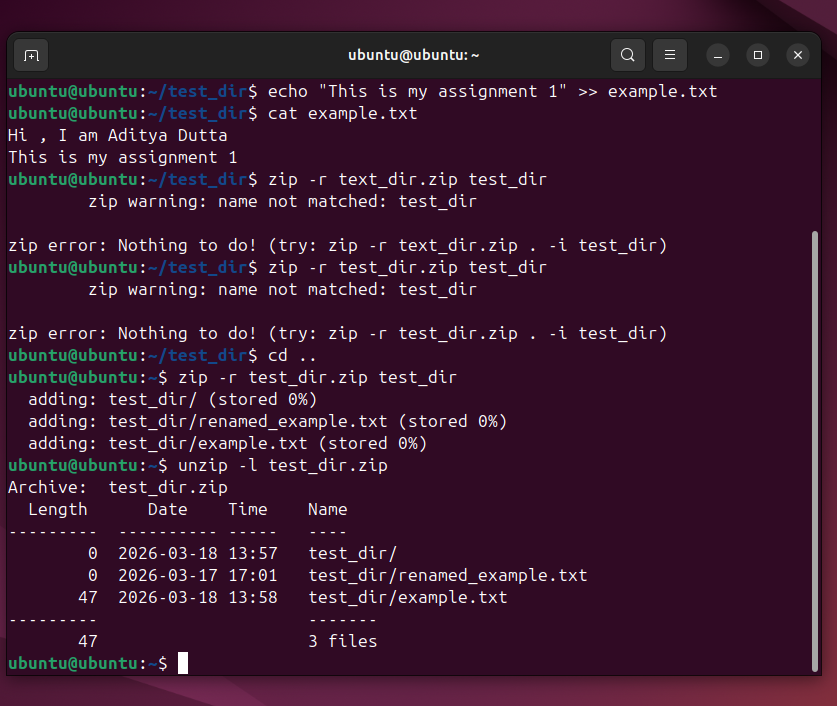 ubuntu@ubuntu: ~
ubuntu@ubuntu:~/test_dir$ echo "This is my assignment 1" >> example.txt
ubuntu@ubuntu:~/test_dir$ cat example.txt
Hi , I am Aditya Dutta
This is my assignment 1
ubuntu@ubuntu:~/test_dir$ zip -r text_dir.zip test_dir
        zip warning: name not matched: test_dir

zip error: Nothing to do! (try: zip -r text_dir.zip . -i test_dir)
ubuntu@ubuntu:~/test_dir$ zip -r test_dir.zip test_dir
        zip warning: name not matched: test_dir

zip error: Nothing to do! (try: zip -r test_dir.zip . -i test_dir)
ubuntu@ubuntu:~/test_dir$ cd ..
ubuntu@ubuntu:~$ zip -r test_dir.zip test_dir
  adding: test_dir/ (stored 0%)
  adding: test_dir/renamed_example.txt (stored 0%)
  adding: test_dir/example.txt (stored 0%)
ubuntu@ubuntu:~$ unzip -l test_dir.zip
Archive:  test_dir.zip
  Length      Date    Time    Name
---------  ---------- -----   ----
        0  2026-03-18 13:57   test_dir/
        0  2026-03-17 17:01   test_dir/renamed_example.txt
       47  2026-03-18 13:58   test_dir/example.txt
---------                     -------
       47                     3 files
ubuntu@ubuntu:~$